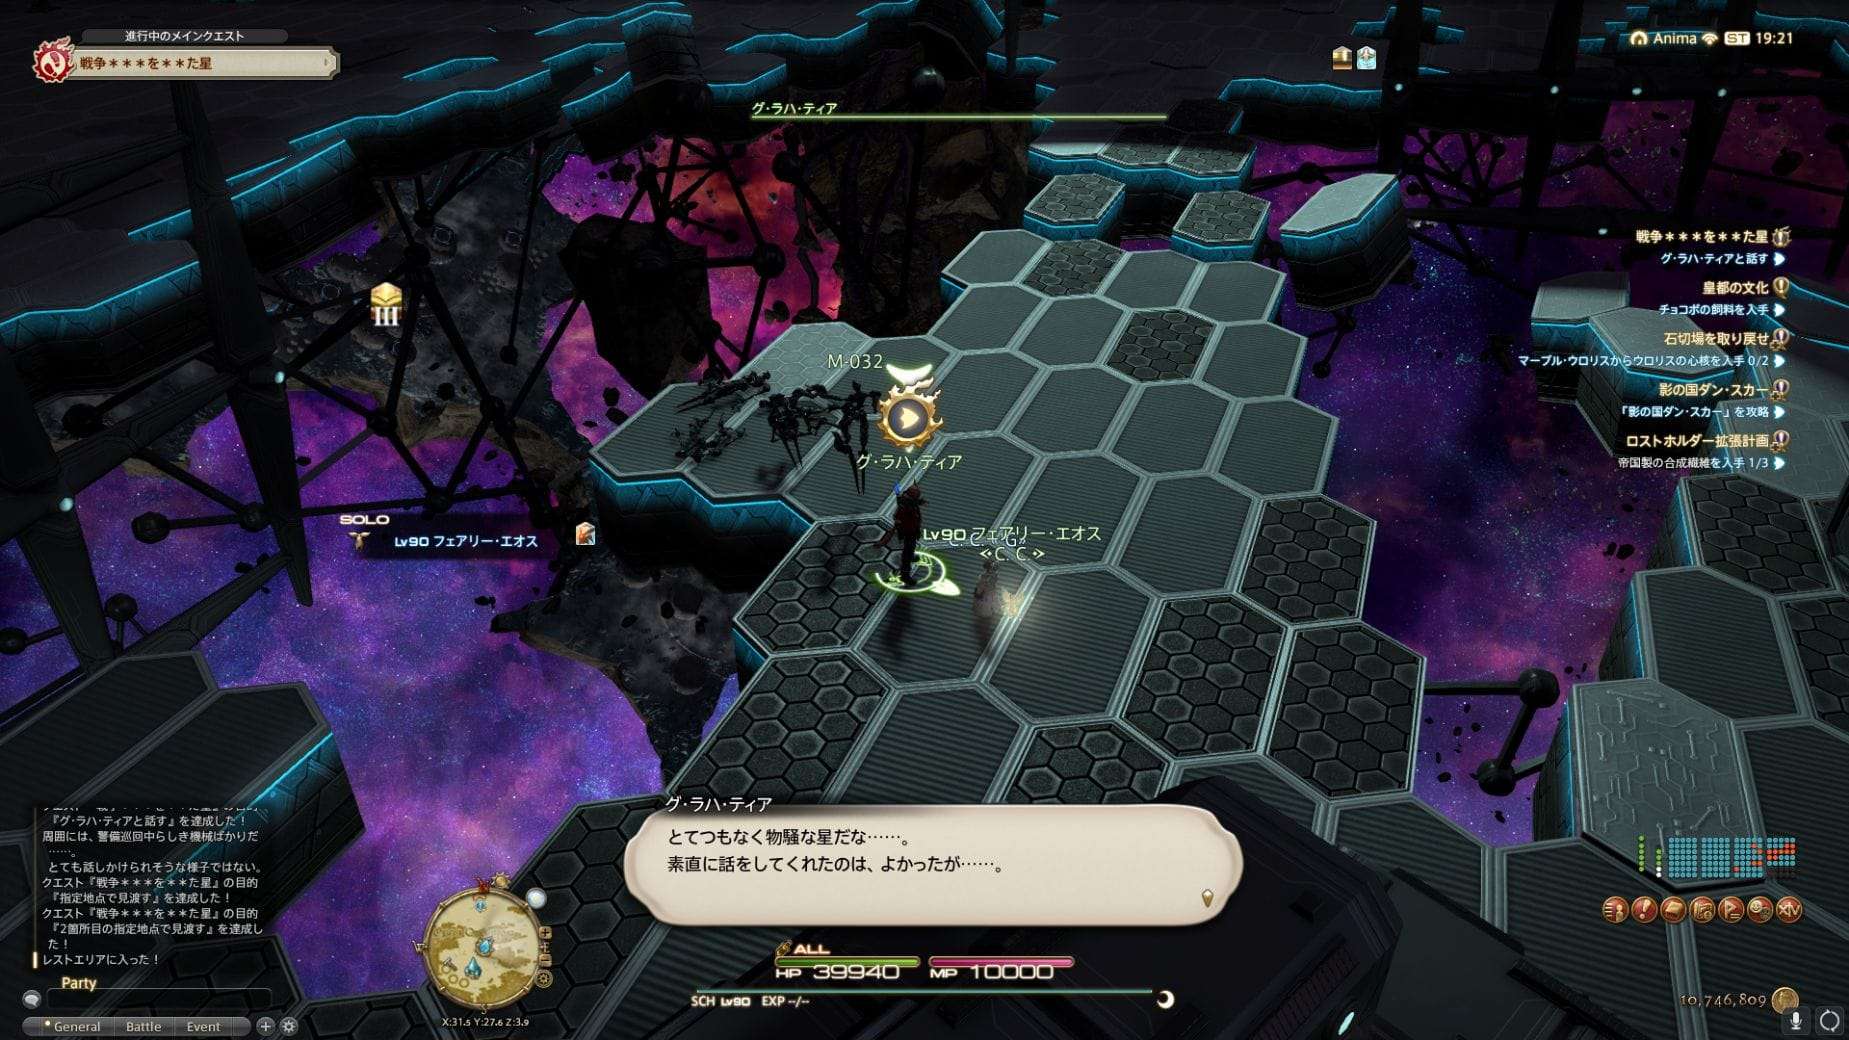 進行中のメインクエスト
戦争＊＊＊を＊＊た星
Anima ST 19:21
グ・ラハ・ティア
戦争＊＊＊を＊＊た星
グ・ラハ・ティアと話す
皇都の文化
チョコボの飼料を入手
石切場を取り戻せ
マーブル・ウロリスからウロリスの心核を入手 0/2
影の国ダン・スカー
「影の国ダン・スカー」を攻略
ロストホルダー拡張計画
帝国製の合成繊維を入手 1/3
III
M-032
グ・ラハ・ティア
SOLO
Lv90 フェアリー・エオス
Lv90 フェアリー・エオス
C. C. «G»
<C. C>
グ・ラハ・ティア
とてつもなく物騒な星だな……。
素直に話をしてくれたのは、よかったが……。
『グ・ラハ・ティアと話す』を達成した！
周囲には、警備巡回中らしき機械ばかりだ
……。
とても話しかけられそうな様子ではない。
クエスト『戦争＊＊＊を＊＊た星』の目的
『指定地点で見渡す』を達成した！
クエスト『戦争＊＊＊を＊＊た星』の目的
『2箇所目の指定地点で見渡す』を達成し
た！
レストエリアに入った！
Party
General Battle Event
X:31.5 Y:27.6 Z:3.9
ALL
HP 39940 MP 10000
SCH Lv90 EXP --/--
XIV
10,746,809